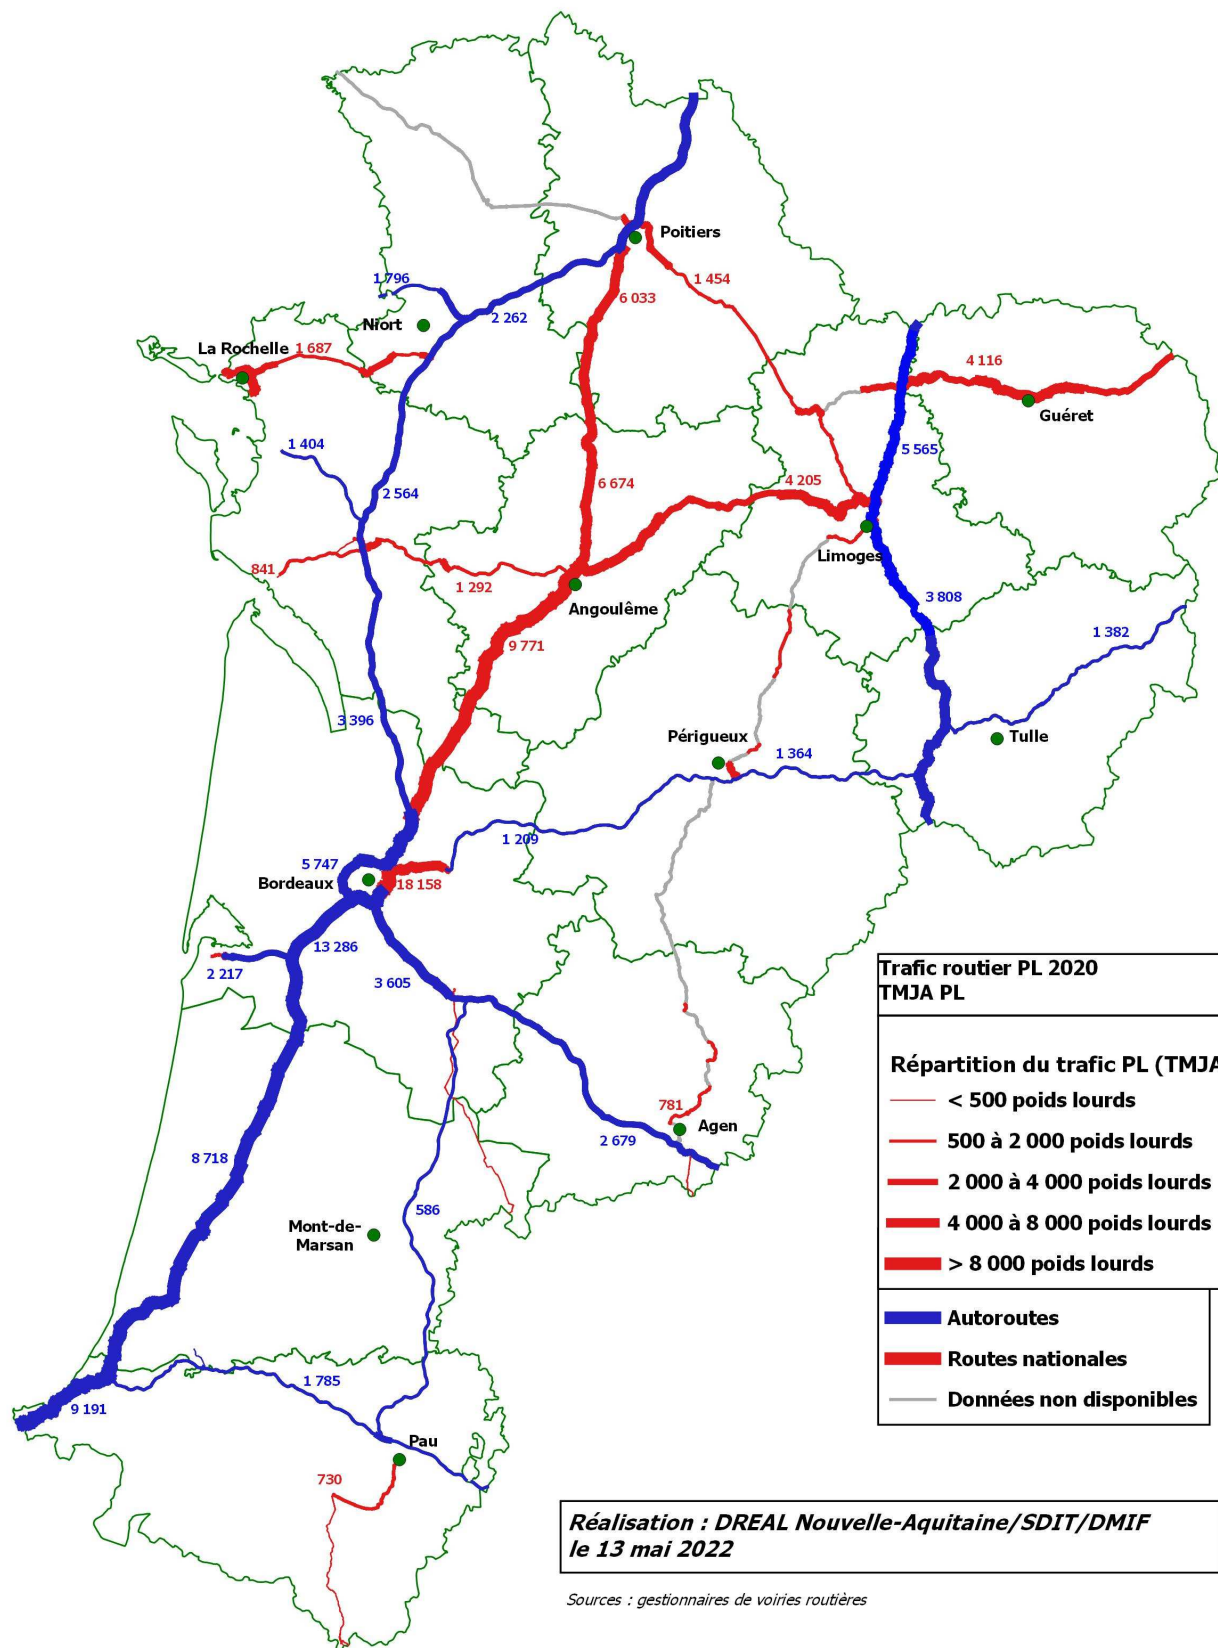 Poitiers
1 454
1 796
6 033
Niort
2 262
La Rochelle
1 687
4 116
Guéret
1 404
5 565
2 564
6 674
4 205
Limoges
841
1 292
Angoulême
3 808
1 382
9 771
3 396
Périgueux
1 364
Tulle
1 209
5 747
Bordeaux
18 158
13 286
2 217
3 605
781
Agen
2 679
8 718
586
Mont-de-
Marsan
1 785
9 191
Pau
730
Trafic routier PL 2020
TMJA PL
Répartition du trafic PL (TMJA
< 500 poids lourds
500 à 2 000 poids lourds
2 000 à 4 000 poids lourds
4 000 à 8 000 poids lourds
> 8 000 poids lourds
Autoroutes
Routes nationales
Données non disponibles
Réalisation : DREAL Nouvelle-Aquitaine/SDIT/DMIF
le 13 mai 2022
Sources : gestionnaires de voiries routières